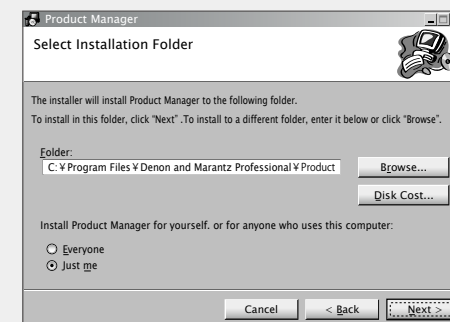 Product Manager
Select Installation Folder
The installer will install Product Manager to the following folder.
To install in this folder, click “Next” .To install to a different folder, enter it below or click “Browse”.
Folder:
C: ¥ Program Files ¥ Denon and Marantz Professional ¥ Product
Browse...
Disk Cost...
Install Product Manager for yourself. or for anyone who uses this computer:
Everyone
Just me
Cancel
< Back
Next >